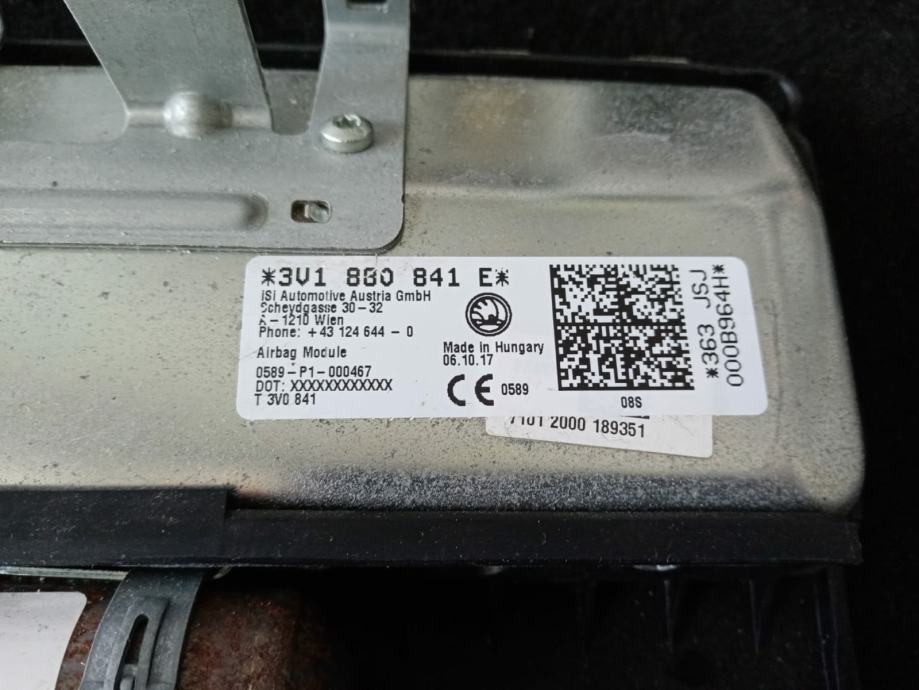 *3V1 880 841 E*
iSi Automotive Austria GmbH
Scheydgasse 30-32
A-1210 Wien
Phone: +43 124 644 - 0
Airbag Module
0589-P1-000467
DOT: XXXXXXXXXXXX
T 3V0 841
Made in Hungary
06.10.17
CE 0589
08S
*363 JSJ
000B964H*
7101 2000 189351